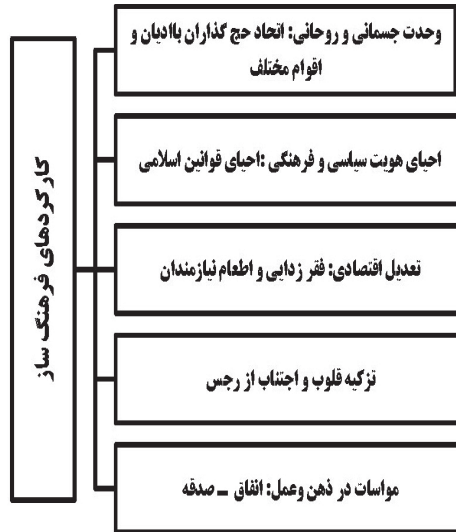 کارکردهای فرهنگ ساز
وحدت جسمانی و روحانی: اتحاد حج گذاران باادیان و
اقوام مختلف
احیای هویت سیاسی و فرهنگی :احیای قوانین اسلامی
تعدیل اقتصادی: فقر زدایی و اطعام نیازمندان
تزکیه قلوب و اجتناب از رجس
مواسات در ذهن وعمل: انفاق – صدقه